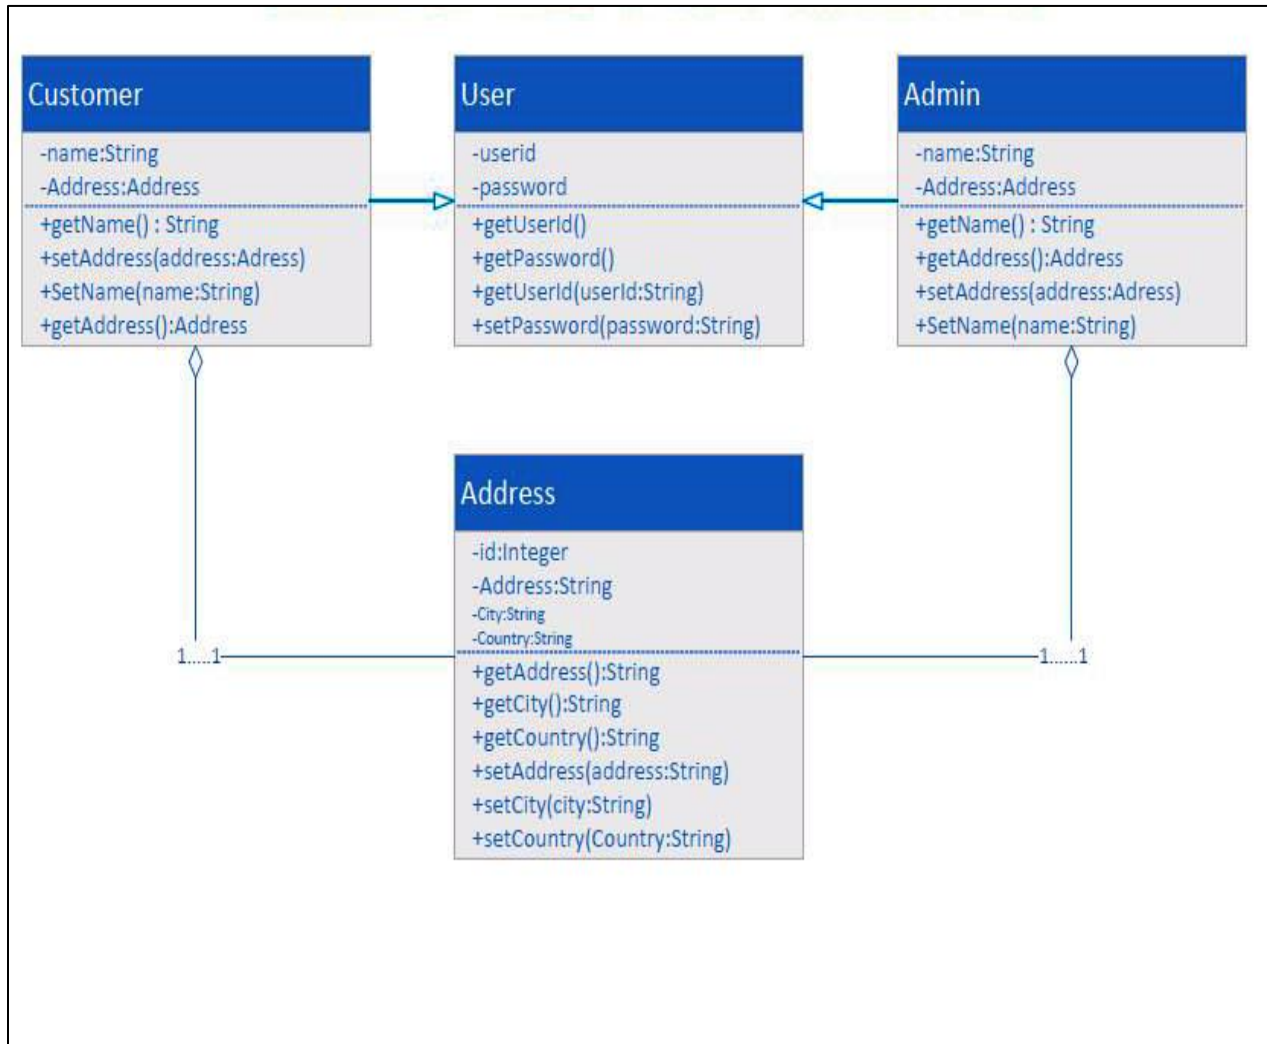 Customer
-name:String
-Address:Address
+getName() : String
+setAddress(address:Adress)
+SetName(name:String)
+getAddress():Address
User
-userid
-password
+getUserId()
+getPassword()
+getUserId(userId:String)
+setPassword(password:String)
Admin
-name:String
-Address:Address
+getName() : String
+getAddress():Address
+setAddress(address:Adress)
+SetName(name:String)
Address
-id:Integer
-Address:String
-City:String
-Country:String
+getAddress():String
+getCity():String
+getCountry():String
+setAddress(address:String)
+setCity(city:String)
+setCountry(Country:String)
1.....1
1......1